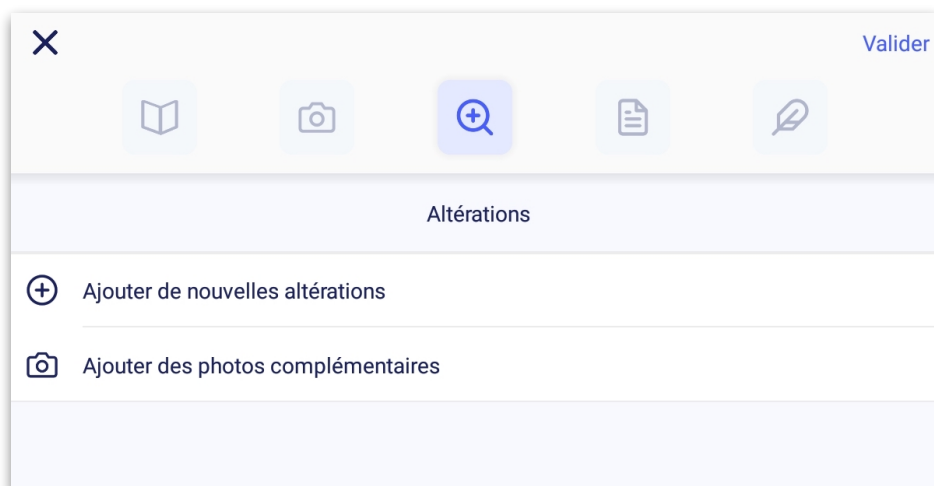 Valider
Altérations
Ajouter de nouvelles altérations
Ajouter des photos complémentaires